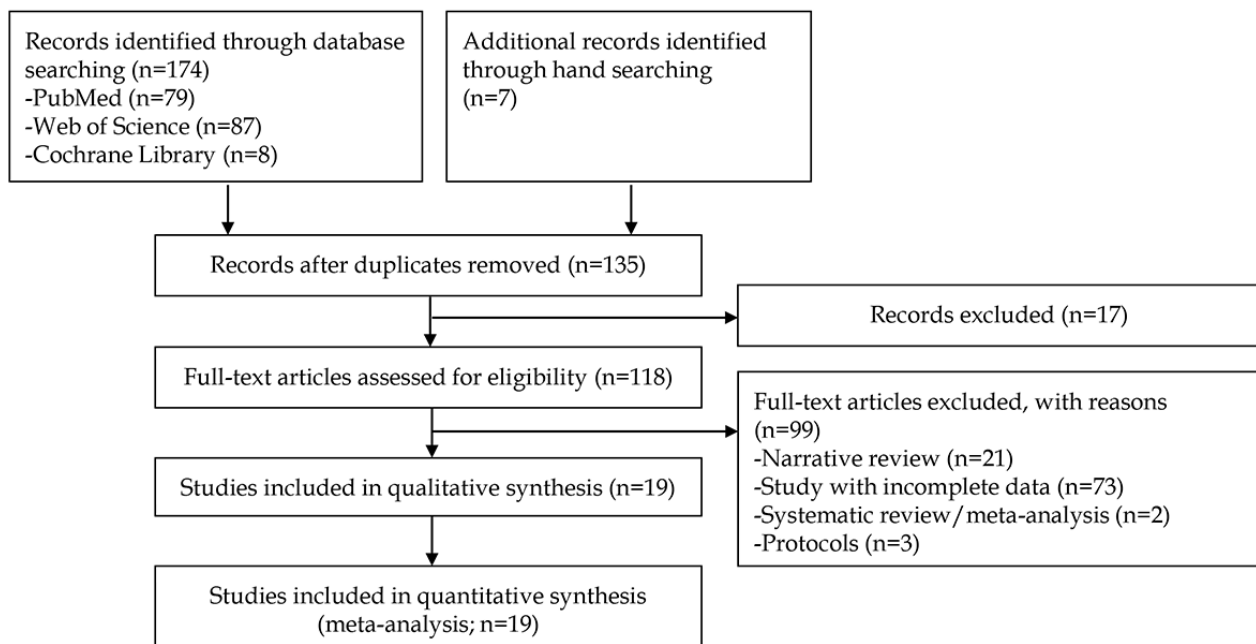 Records identified through database
searching (n=174)
-PubMed (n=79)
-Web of Science (n=87)
-Cochrane Library (n=8)
Additional records identified
through hand searching
(n=7)
Records after duplicates removed (n=135)
Records excluded (n=17)
Full-text articles assessed for eligibility (n=118)
Full-text articles excluded, with reasons
(n=99)
-Narrative review (n=21)
-Study with incomplete data (n=73)
-Systematic review/meta-analysis (n=2)
-Protocols (n=3)
Studies included in qualitative synthesis (n=19)
Studies included in quantitative synthesis
(meta-analysis; n=19)